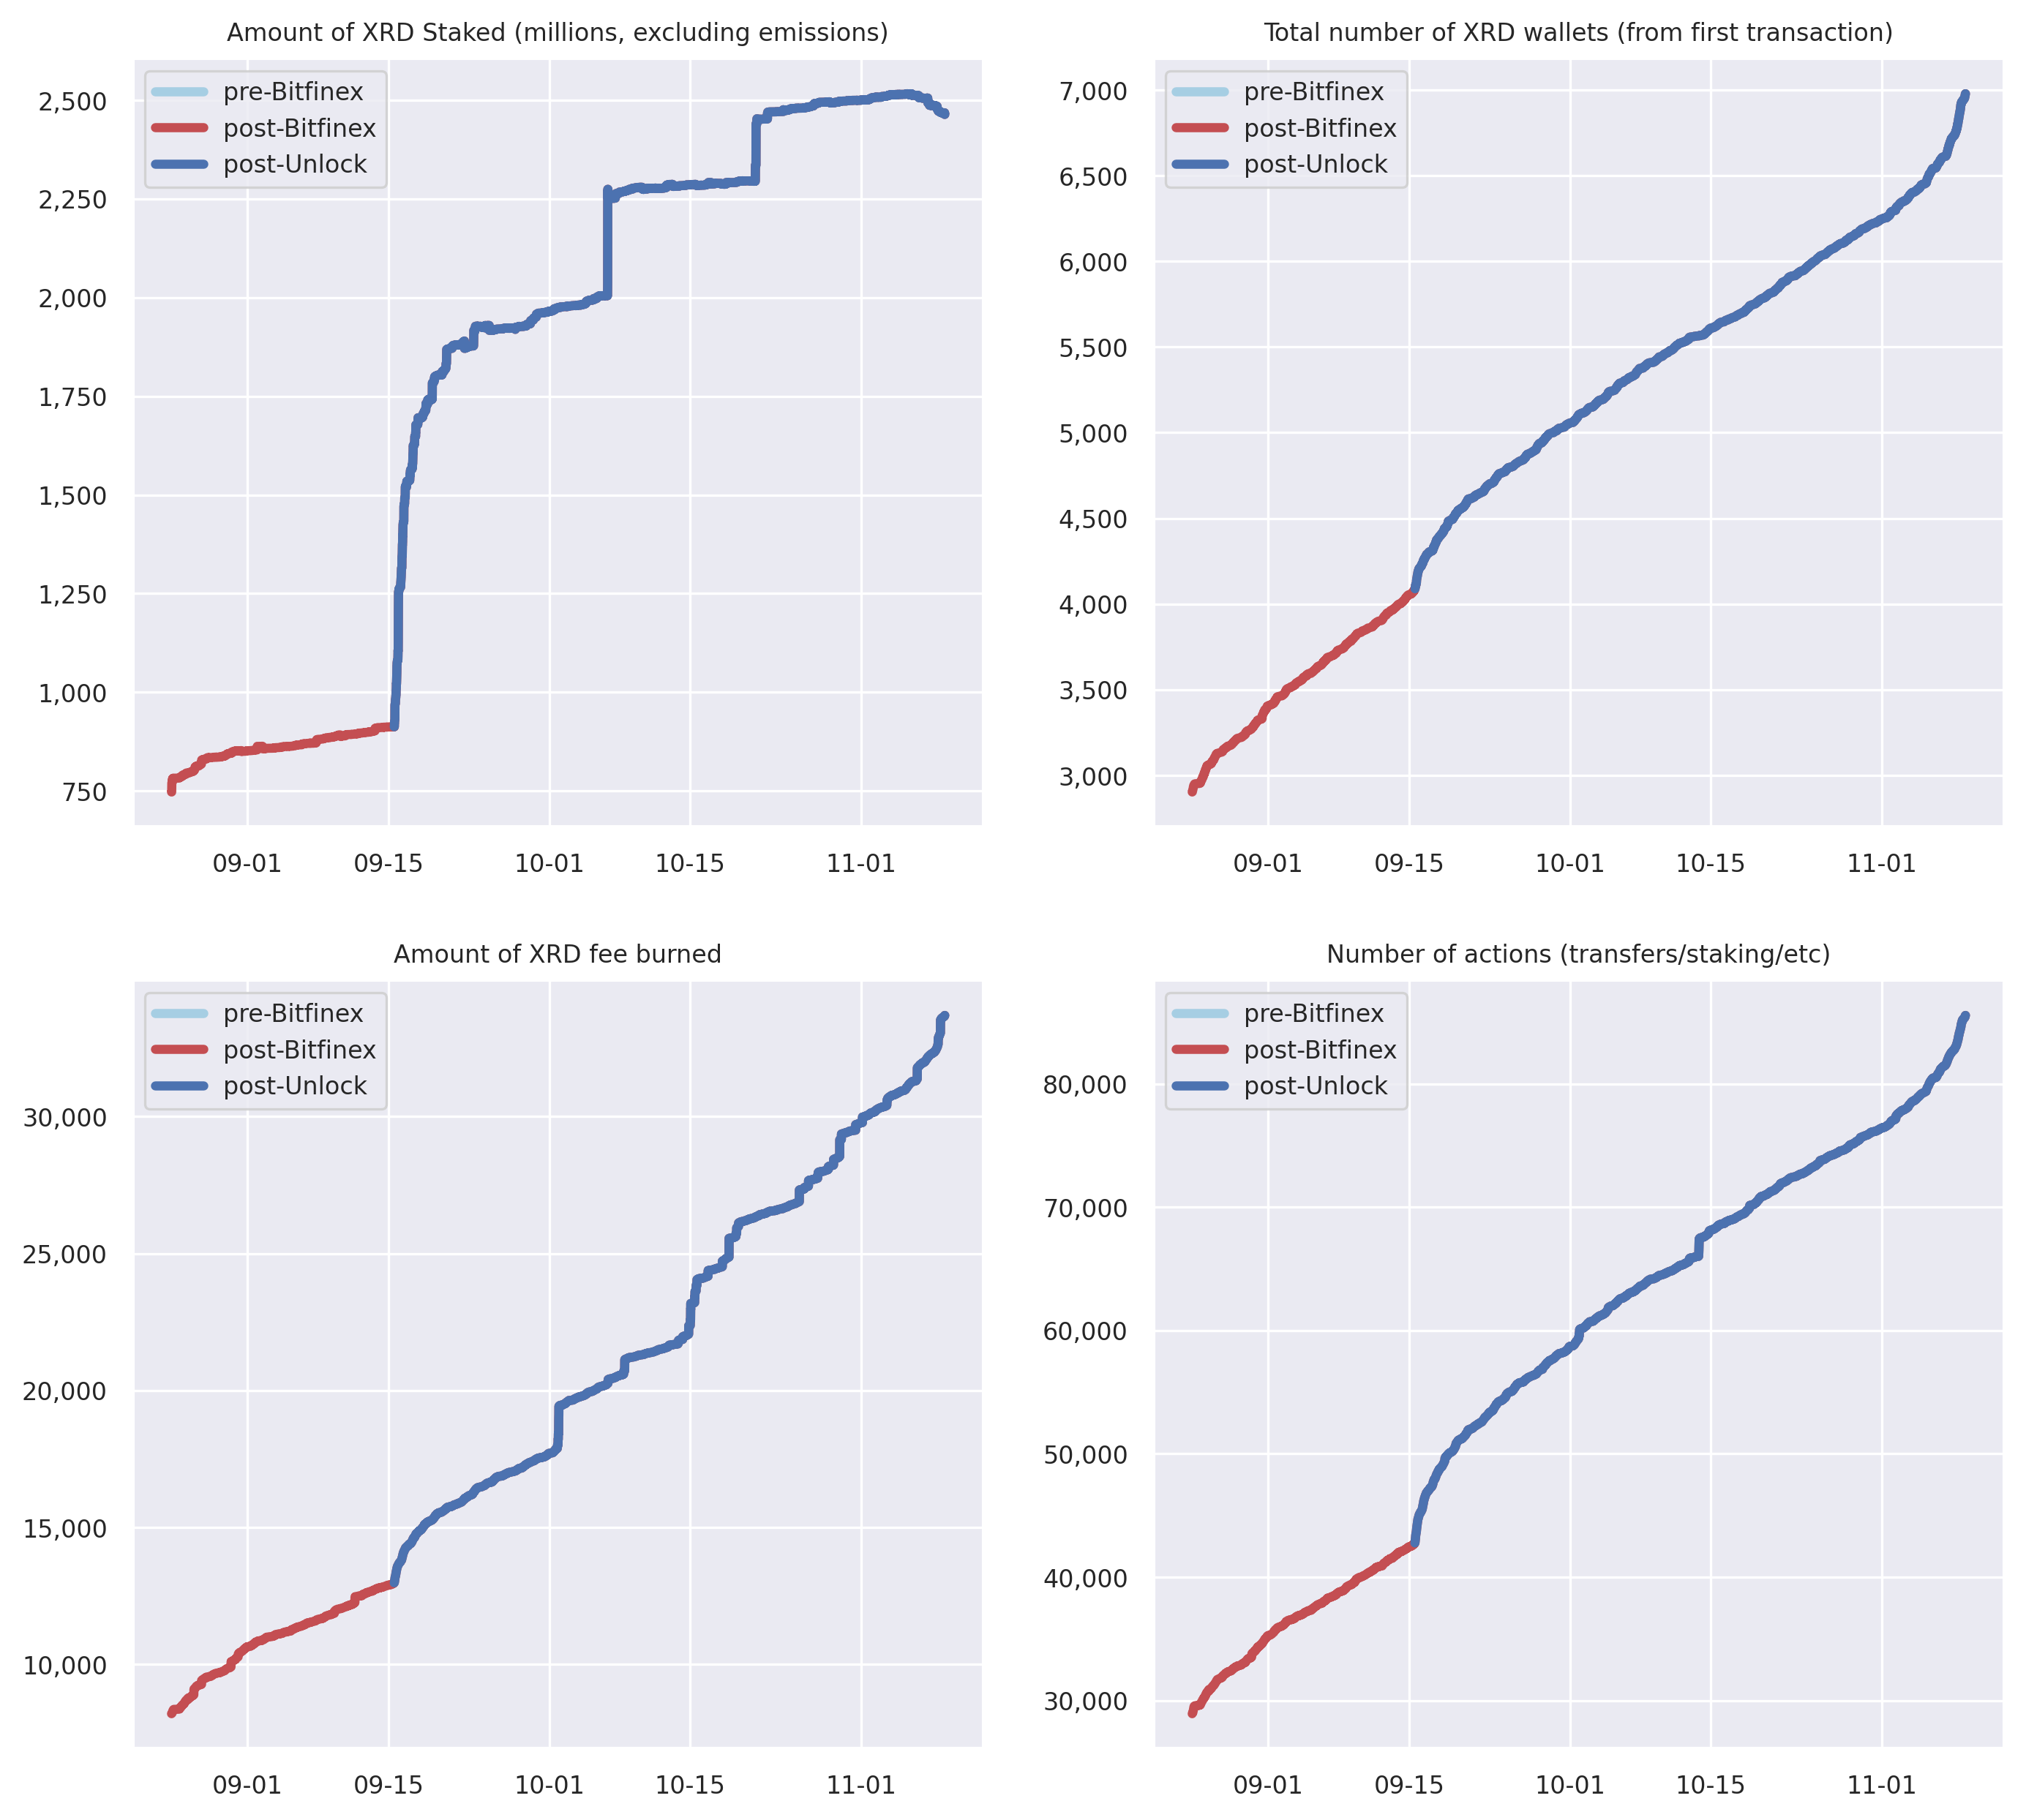 Amount of XRD Staked (millions, excluding emissions)
pre-Bitfinex
post-Bitfinex
post-Unlock
2,500
2,250
2,000
1,750
1,500
1,250
1,000
750
09-01 09-15 10-01 10-15 11-01
Total number of XRD wallets (from first transaction)
pre-Bitfinex
post-Bitfinex
post-Unlock
7,000
6,500
6,000
5,500
5,000
4,500
4,000
3,500
3,000
09-01 09-15 10-01 10-15 11-01
Amount of XRD fee burned
pre-Bitfinex
post-Bitfinex
post-Unlock
30,000
25,000
20,000
15,000
10,000
09-01 09-15 10-01 10-15 11-01
Number of actions (transfers/staking/etc)
pre-Bitfinex
post-Bitfinex
post-Unlock
80,000
70,000
60,000
50,000
40,000
30,000
09-01 09-15 10-01 10-15 11-01